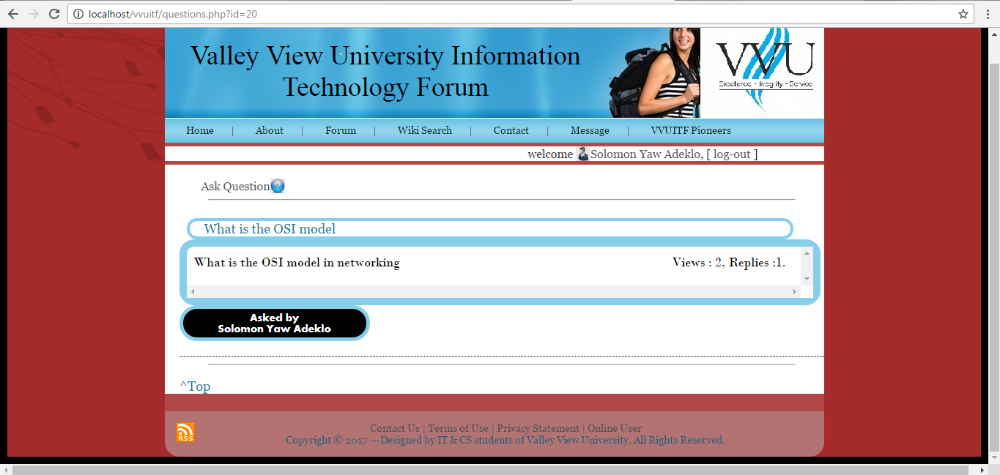 localhost/vvuitf/questions.php?id=20
Valley View University Information
Technology Forum
VVU
Excellence - Integrity - Service
Home | About | Forum | Wiki Search | Contact | Message | VVUITF Pioneers
welcome Solomon Yaw Adeklo, [ log-out ]
Ask Question
What is the OSI model
What is the OSI model in networking Views : 2, Replies :1.
Asked by
Solomon Yaw Adeklo
^Top
RSS
Contact Us | Terms of Use | Privacy Statement | Online User
Copyright © 2017 ---Designed by IT & CS students of Valley View University. All Rights Reserved.